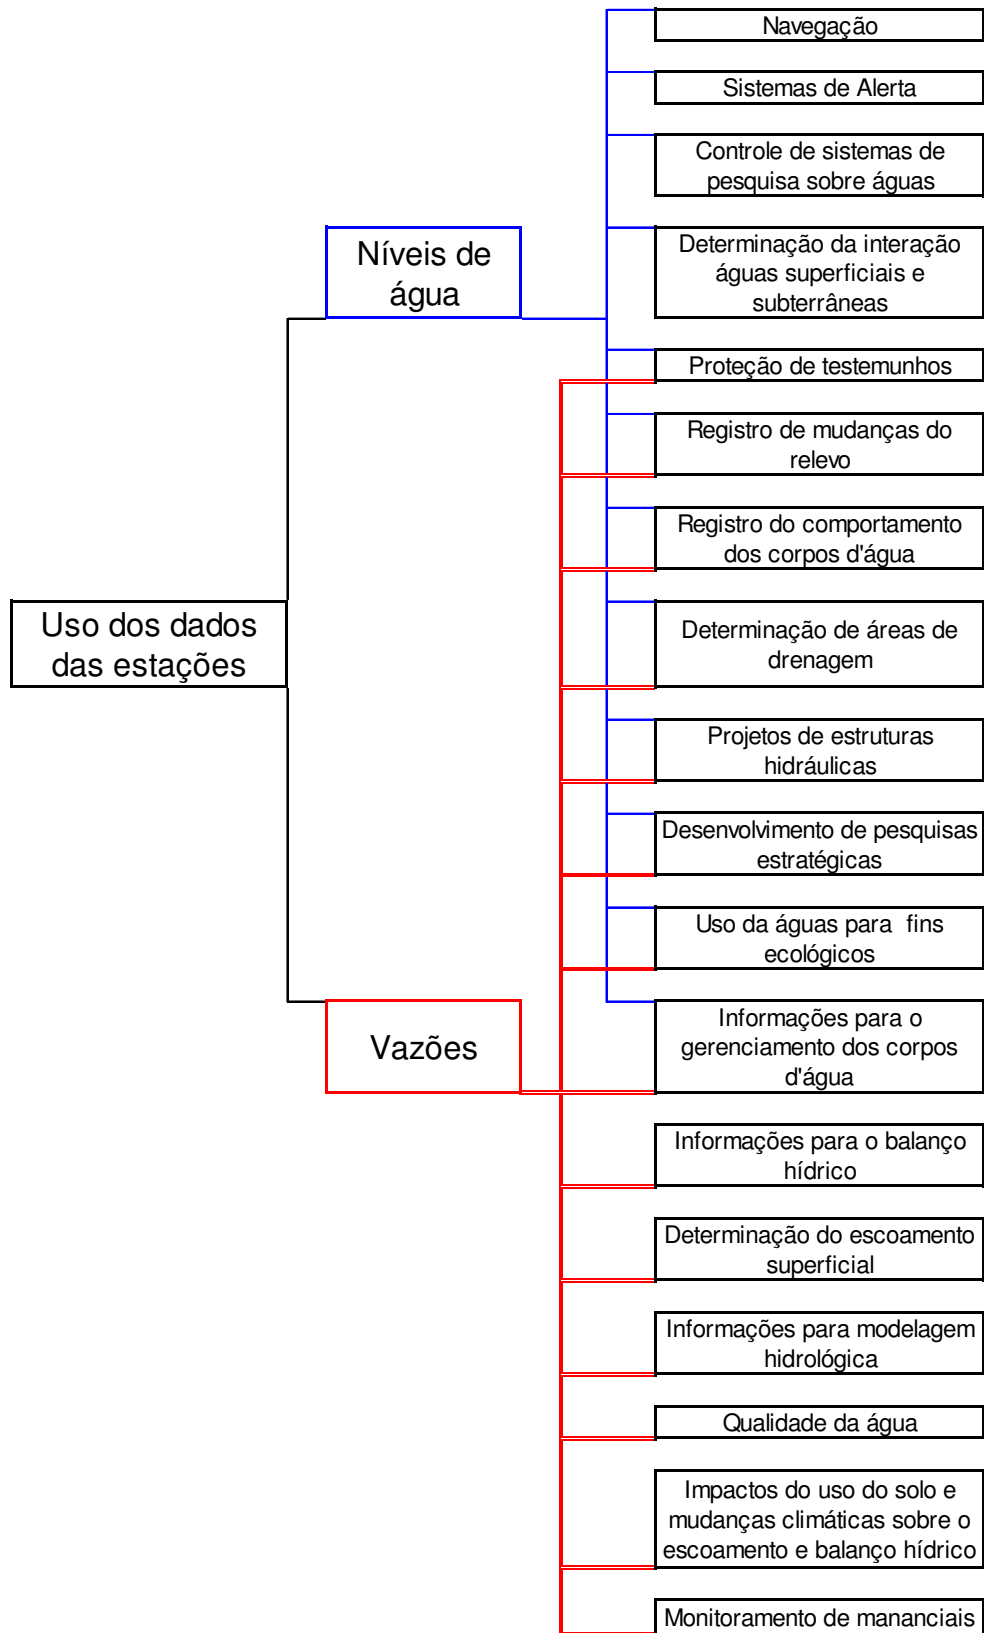 Navegação
Sistemas de Alerta
Controle de sistemas de
pesquisa sobre águas
Níveis de
água
Determinação da interação
águas superficiais e
subterrâneas
Proteção de testemunhos
Registro de mudanças do
relevo
Registro do comportamento
dos corpos d'água
Uso dos dados
das estações
Determinação de áreas de
drenagem
Projetos de estruturas
hidráulicas
Desenvolvimento de pesquisas
estratégicas
Uso da águas para fins
ecológicos
Vazões
Informações para o
gerenciamento dos corpos
d'água
Informações para o balanço
hídrico
Determinação do escoamento
superficial
Informações para modelagem
hidrológica
Qualidade da água
Impactos do uso do solo e
mudanças climáticas sobre o
escoamento e balanço hídrico
Monitoramento de mananciais